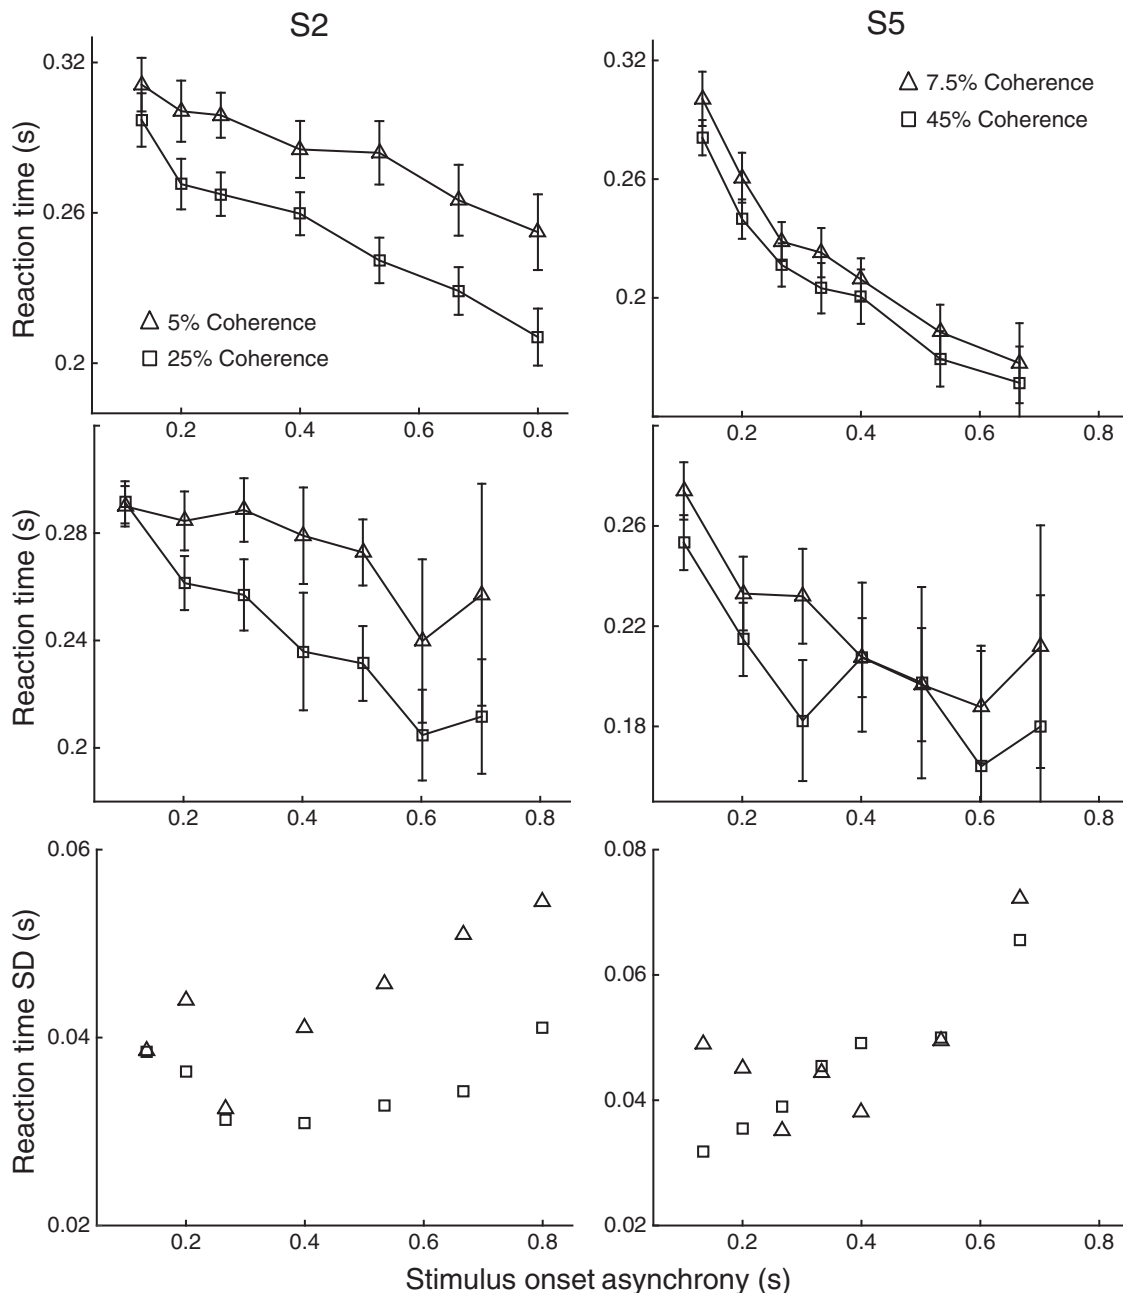 S2
S5
0.32
0.26
0.2
Reaction time (s)
5% Coherence
25% Coherence
0.2 0.4 0.6 0.8
0.32
0.26
0.2
7.5% Coherence
45% Coherence
0.2 0.4 0.6 0.8
0.28
0.24
0.2
Reaction time (s)
0.2 0.4 0.6 0.8
0.26
0.22
0.18
0.2 0.4 0.6 0.8
0.06
0.04
0.02
Reaction time SD (s)
0.2 0.4 0.6 0.8
0.08
0.06
0.04
0.02
0.2 0.4 0.6 0.8
Stimulus onset asynchrony (s)